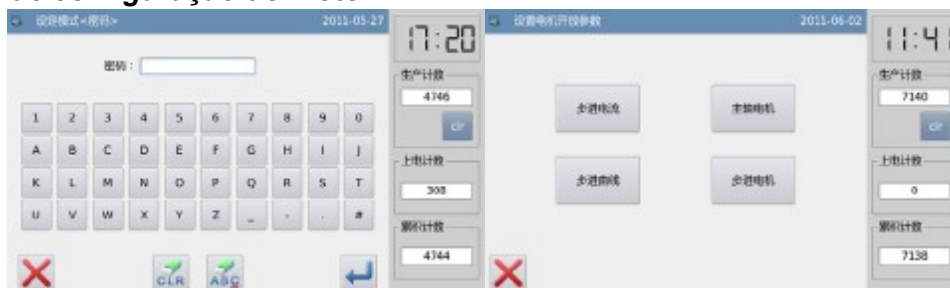 设定模式<密码> 2011-05-27
17:20
密码：
生产计数
4746
clr
1 2 3 4 5 6 7 8 9 0
A B C D E F G H I J
K L M N O P Q R S T
U V W X Y Z _ - . #
上电计数
308
累积计数
4744
CLR ABC
设置电机开放参数 2011-06-02
11:4
生产计数
7140
clr
步进电流 主轴电机
步进曲线 步进电机
上电计数
0
累积计数
7138